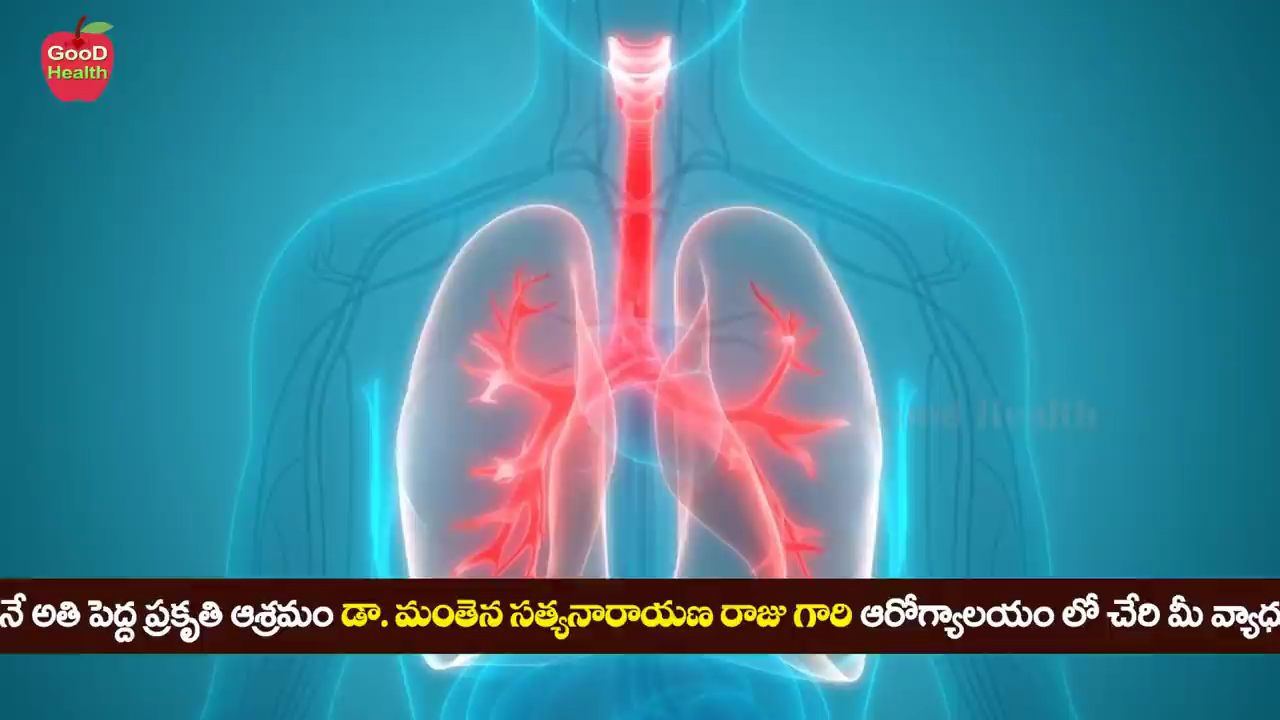 GooD
Health
నే అతి పెద్ద ప్రకృతి ఆశ్రమం డా. మంతెన సత్యనారాయణ రాజు గారి ఆరోగ్యాలయం లో చేరి మీ